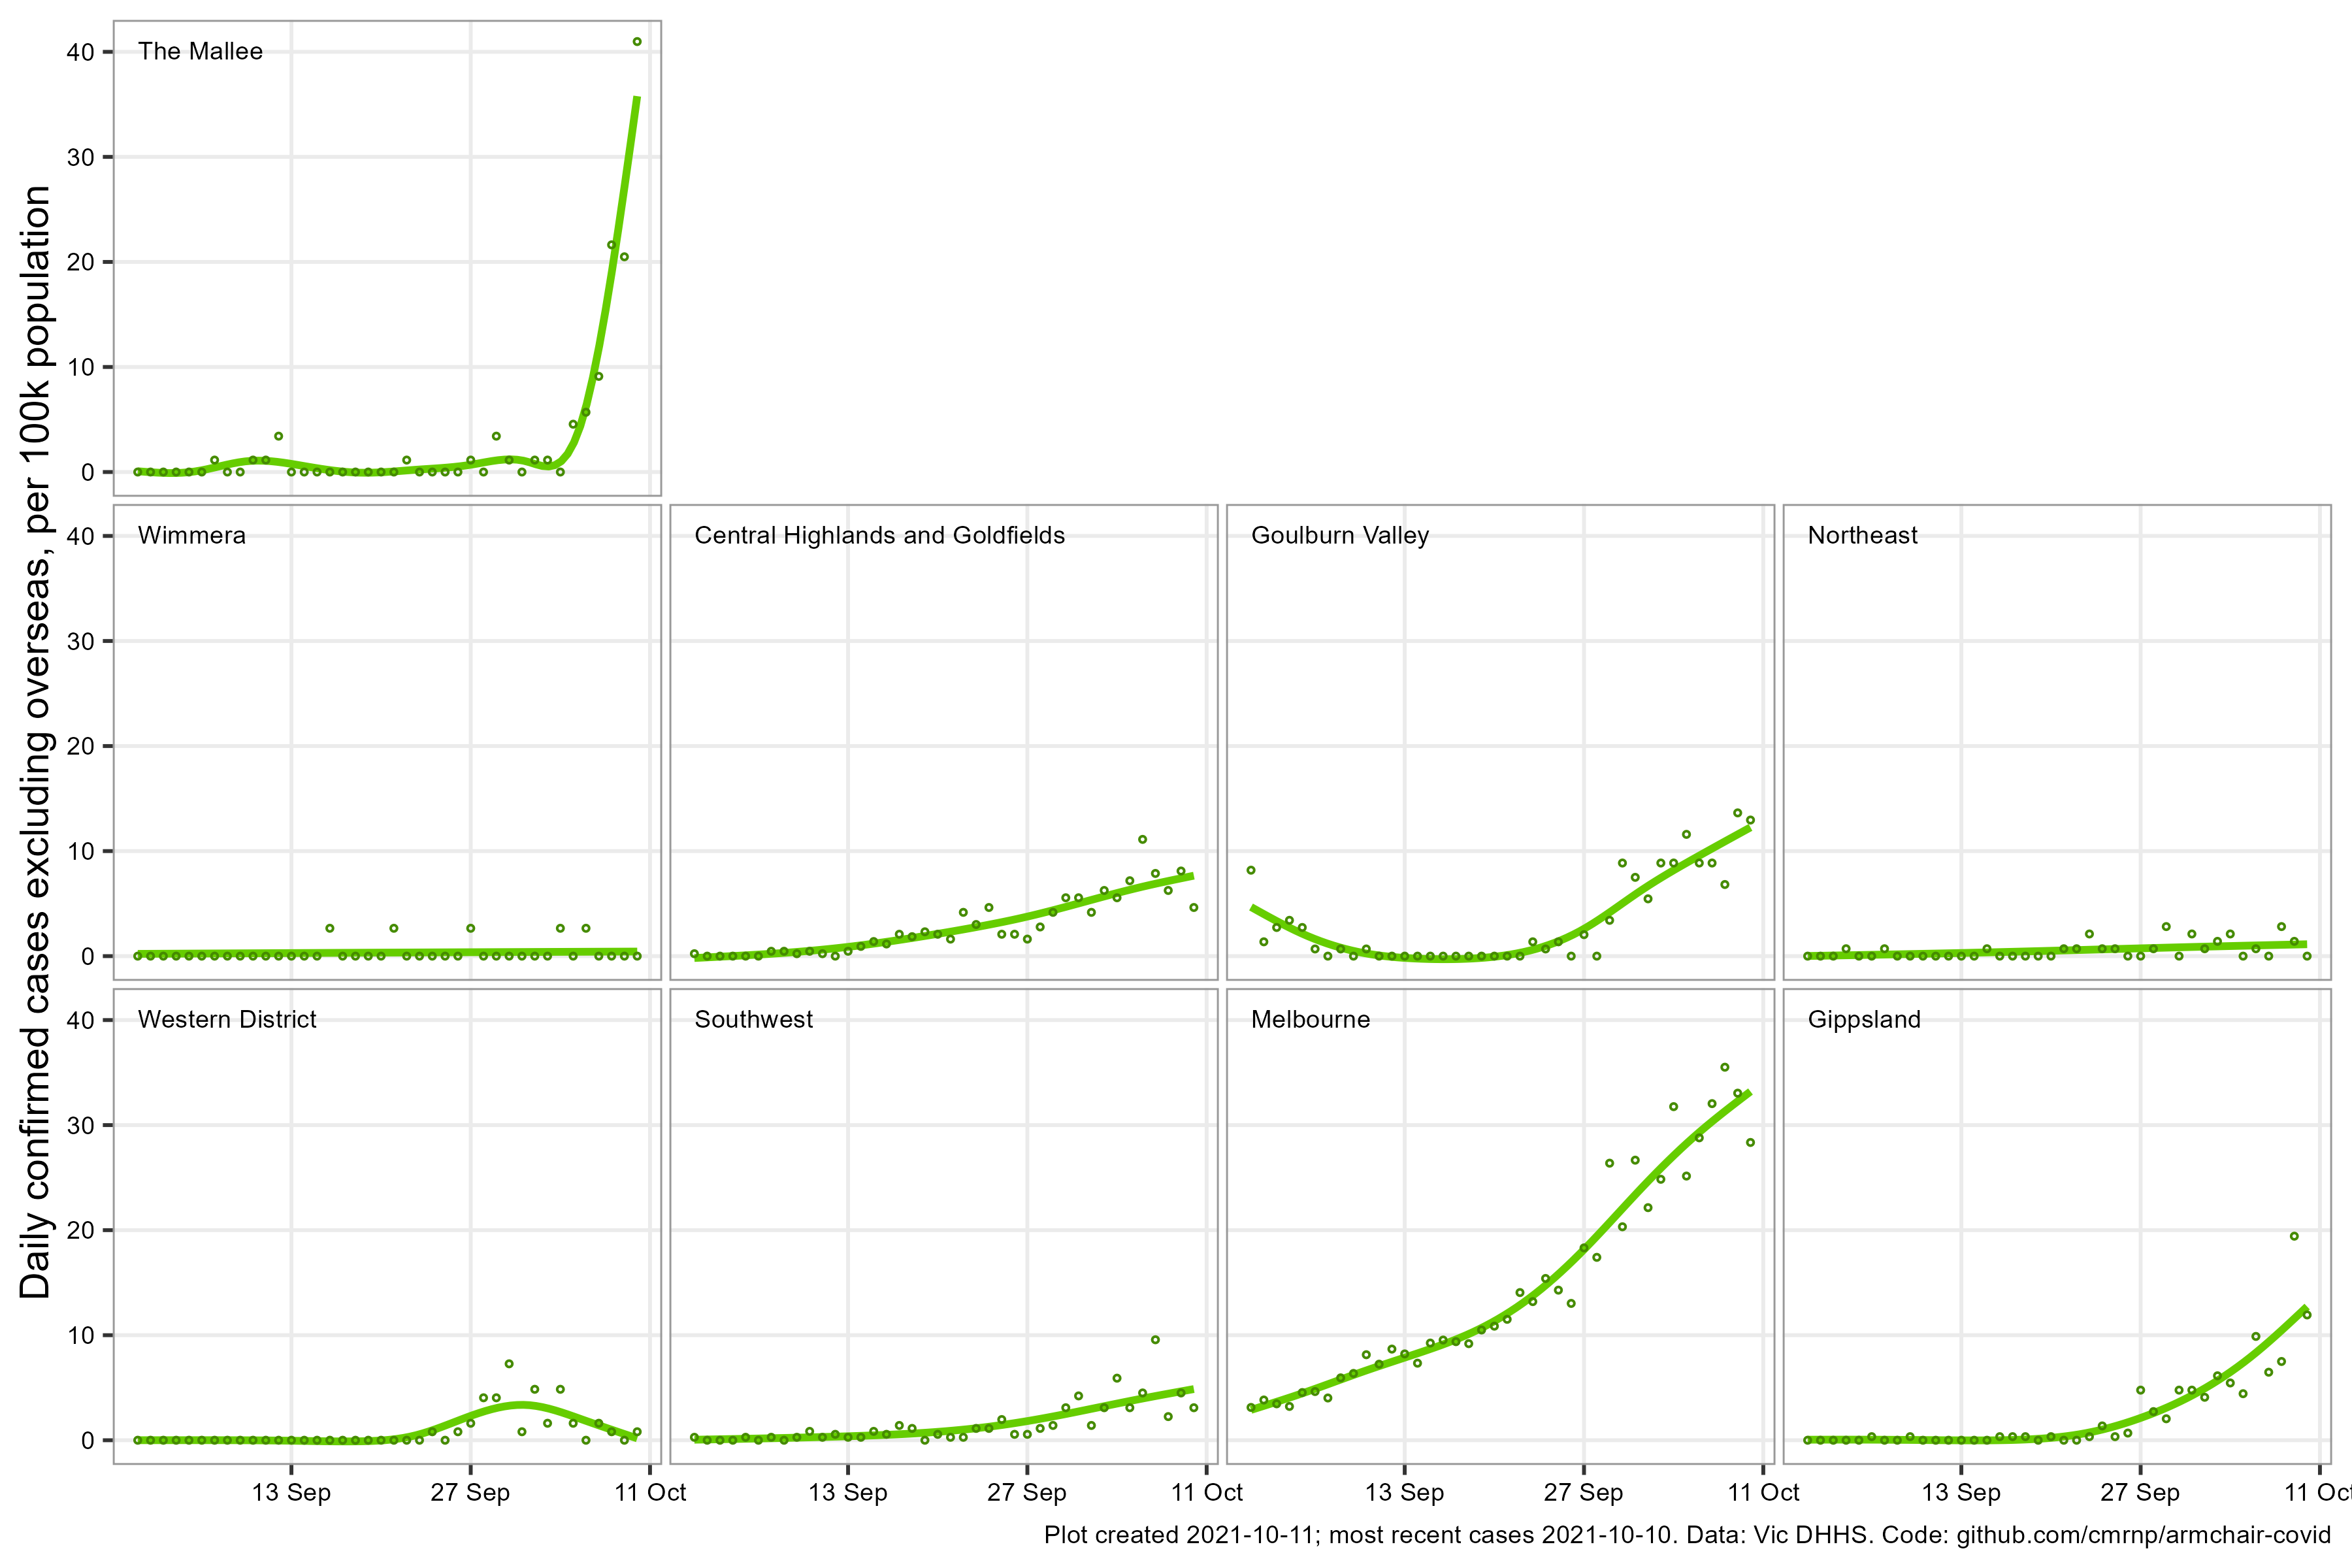 Daily confirmed cases excluding overseas, per 100k population
40
The Mallee
30
20
10
0
40
Wimmera
Central Highlands and Goldfields
Goulburn Valley
Northeast
30
20
10
0
40
Western District
Southwest
Melbourne
Gippsland
30
20
10
0
13 Sep 27 Sep 11 Oct 13 Sep 27 Sep 11 Oct 13 Sep 27 Sep 11 Oct 13 Sep 27 Sep 11 Oct
Plot created 2021-10-11; most recent cases 2021-10-10. Data: Vic DHHS. Code: github.com/cmrnp/armchair-covid